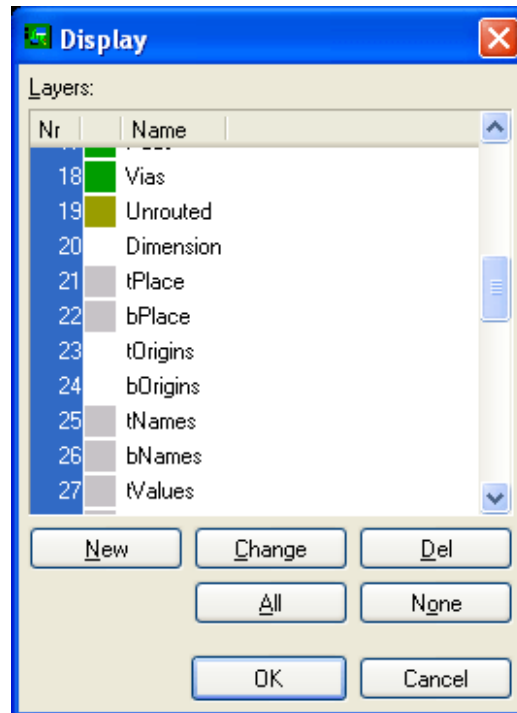 Display
Layers:
Nr Name
18 Vias
19 Unrouted
20 Dimension
21 tPlace
22 bPlace
23 tOrigins
24 bOrigins
25 tNames
26 bNames
27 tValues
New Change Del
All None
OK Cancel